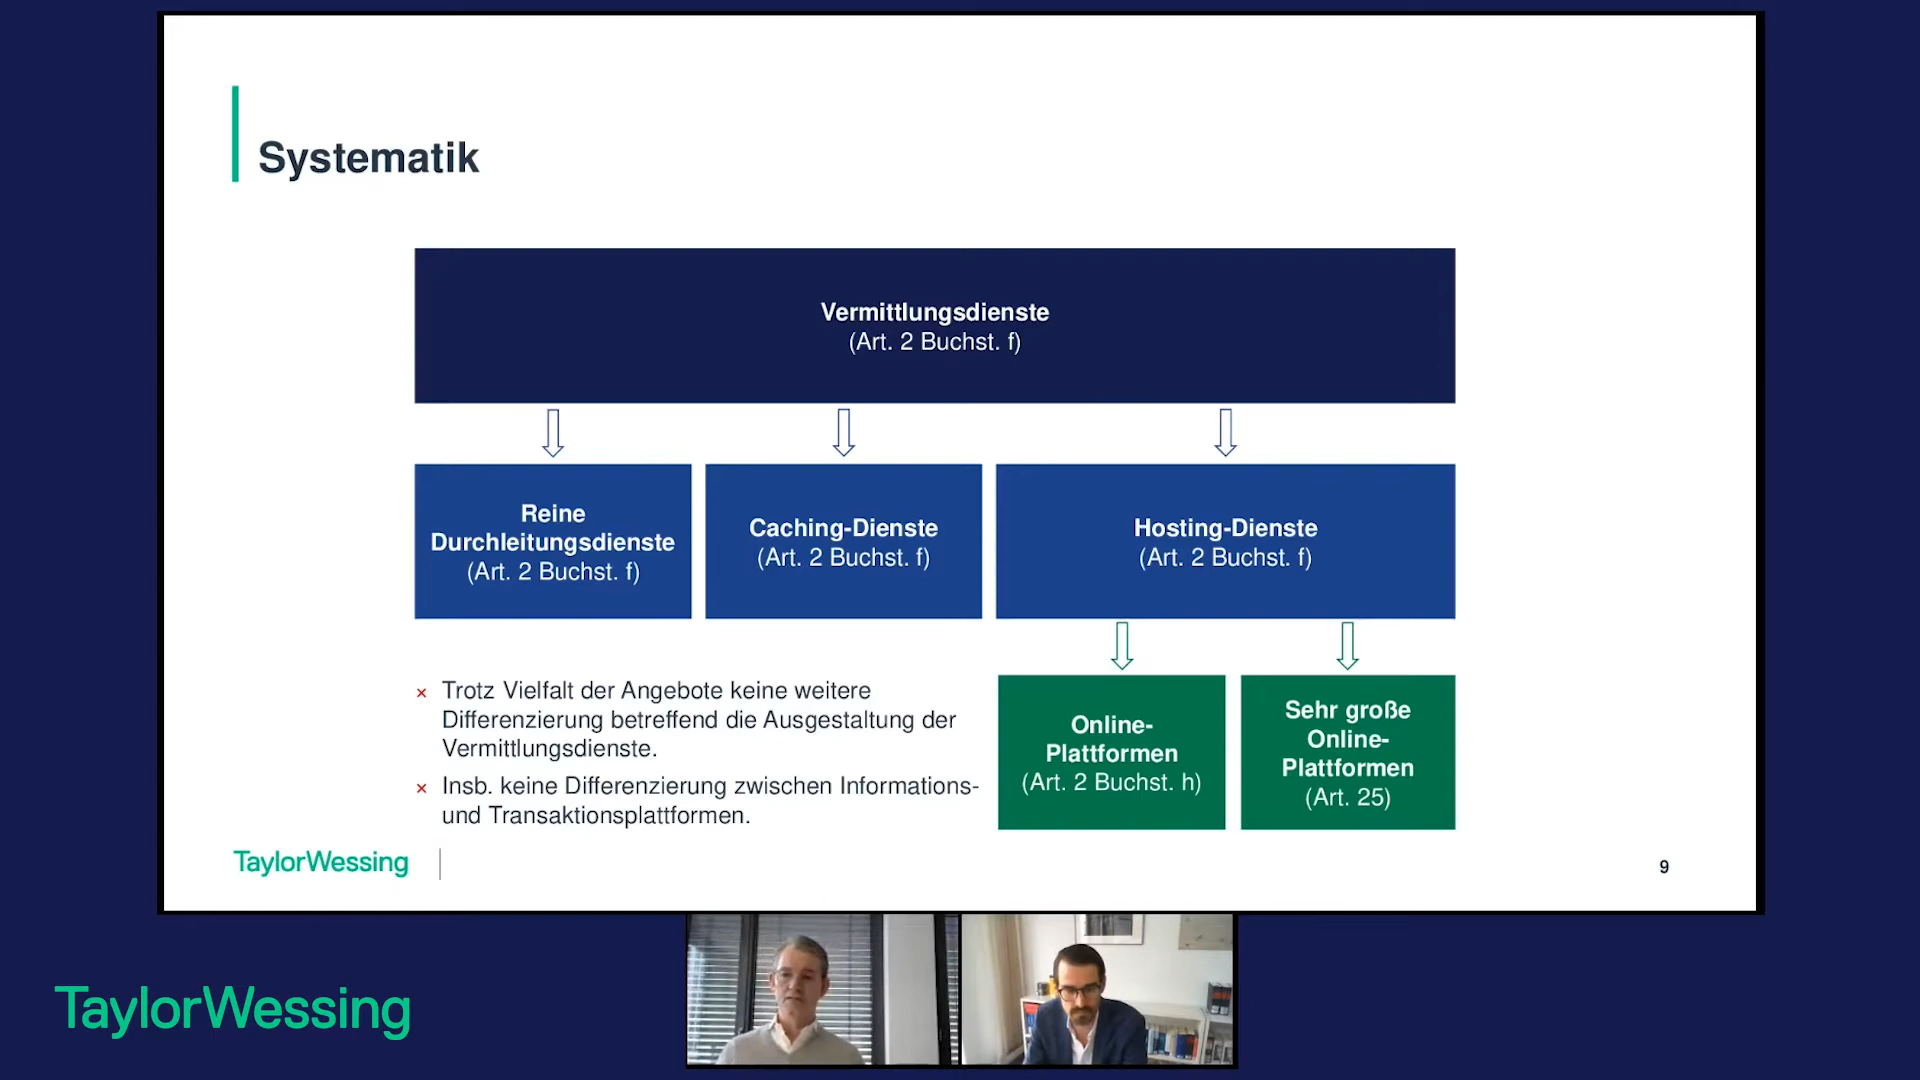 Systematik
Vermittlungsdienste
(Art. 2 Buchst. f)
Reine
Durchleitungsdienste
(Art. 2 Buchst. f)
Caching-Dienste
(Art. 2 Buchst. f)
Hosting-Dienste
(Art. 2 Buchst. f)
× Trotz Vielfalt der Angebote keine weitere
Differenzierung betreffend die Ausgestaltung der
Vermittlungsdienste.
× Insb. keine Differenzierung zwischen Informations-
und Transaktionsplattformen.
Online-
Plattformen
(Art. 2 Buchst. h)
Sehr große
Online-
Plattformen
(Art. 25)
TaylorWessing
9
TaylorWessing